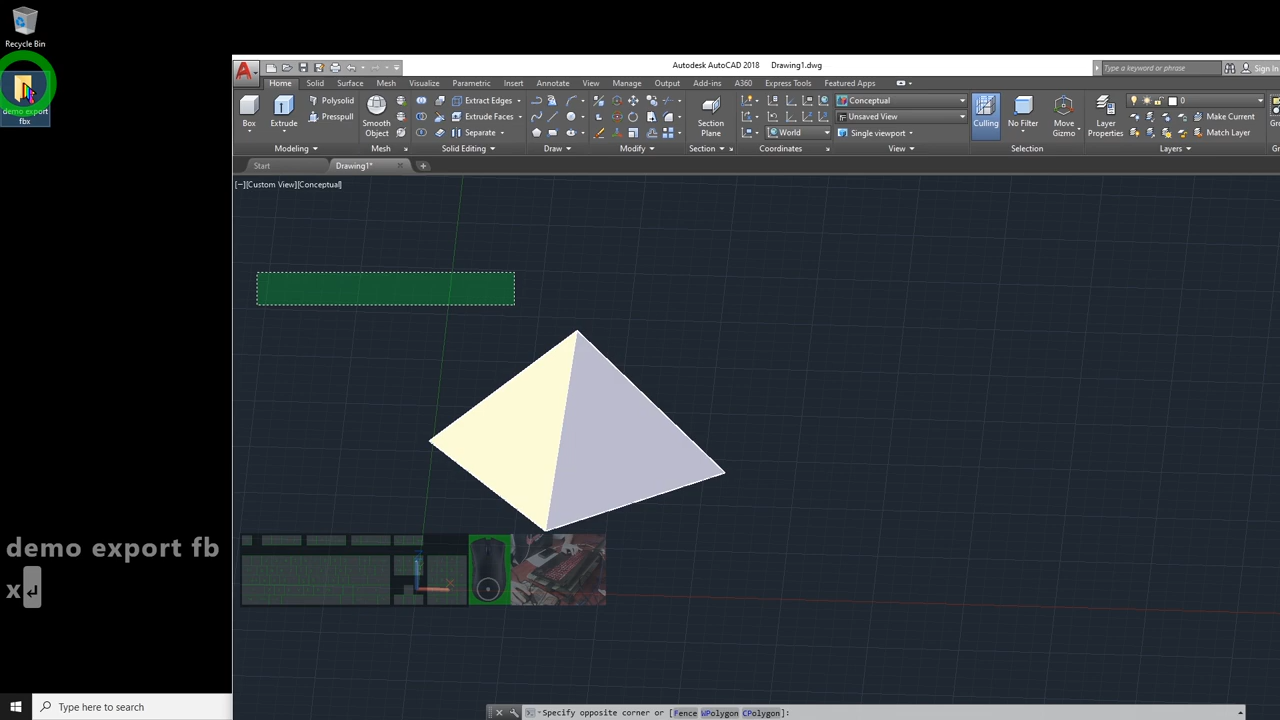 Recycle Bin
demo export
fbx
Autodesk AutoCAD 2018 Drawing1.dwg
Type a keyword or phrase
Sign In
Home Solid Surface Mesh Visualize Parametric Insert Annotate View Manage Output Add-ins A360 Express Tools Featured Apps
Box
Extrude
Polysolid
Presspull
Smooth
Object
Extract Edges
Extrude Faces
Separate
Section
Plane
World
Conceptual
Unsaved View
Single viewport
Culling
No Filter
Move
Gizmo
Layer
Properties
0
Make Current
Match Layer
Modeling Mesh Solid Editing Draw Modify Section Coordinates View Selection Layers
Start Drawing1*
[−][Custom View][Conceptual]
demo export fb
x
Type here to search
Specify opposite corner or [Fence WPolygon CPolygon]: